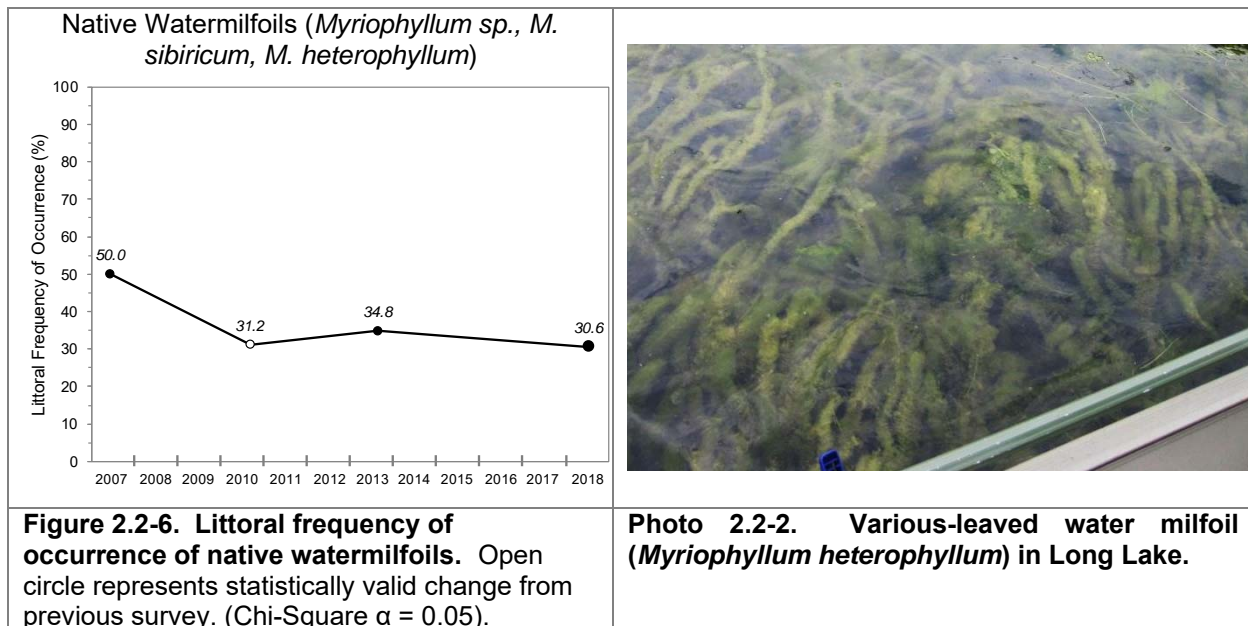 Native Watermilfoils (Myriophyllum sp., M.
sibiricum, M. heterophyllum)
Littoral Frequency of Occurrence (%)
100
90
80
70
60
50
40
30
20
10
0
50.0
31.2
34.8
30.6
2007 2008 2009 2010 2011 2012 2013 2014 2015 2016 2017 2018
Figure 2.2-6. Littoral frequency of
occurrence of native watermilfoils. Open
circle represents statistically valid change from
previous survey. (Chi-Square α = 0.05).
Photo 2.2-2. Various-leaved water milfoil
(Myriophyllum heterophyllum) in Long Lake.